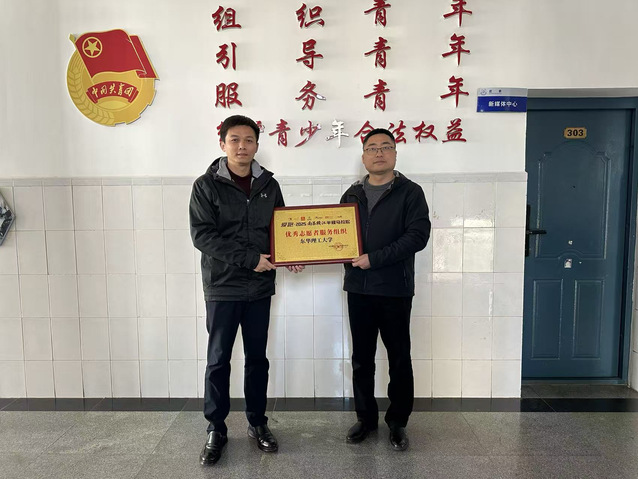 组 织 青 年
引 导 青 年
服 务 青 年
青少年合法权益
中国共青团
新媒体中心
303
优秀志愿者服务组织
东华理工大学